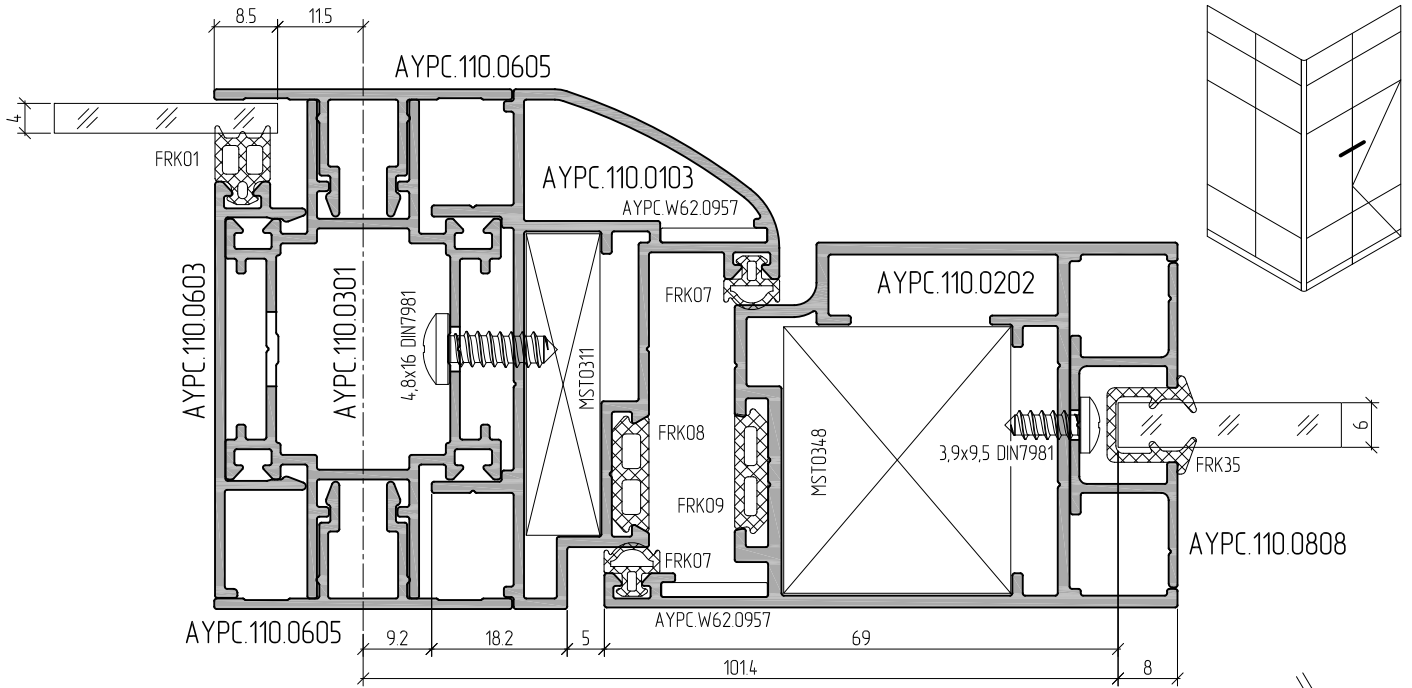 8.5
11.5
AYPC.110.0605
4
FRK01
AYPC.110.0103
AYPC.W62.0957
AYPC.110.0603
AYPC.110.0301
4,8x16 DIN7981
MST0311
FRK07
AYPC.110.0202
FRK08
FRK09
MST0348
3,9x9,5 DIN7981
6
FRK35
FRK07
AYPC.110.0808
AYPC.W62.0957
AYPC.110.0605
9.2
18.2
5
69
101.4
8